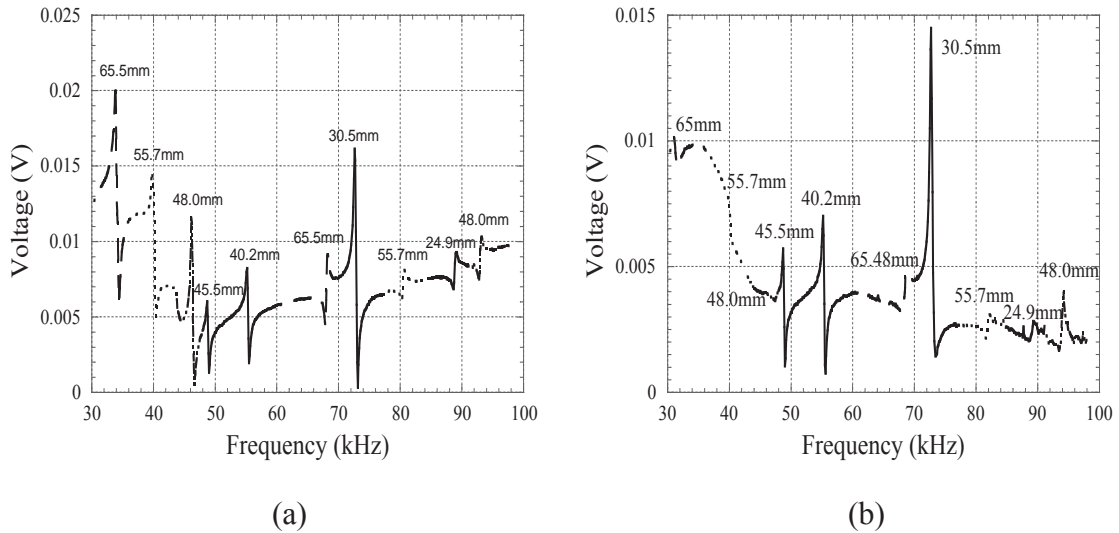 0.025
0.02
0.015
0.01
0.005
0
Voltage (V)
65.5mm
55.7mm
48.0mm
45.5mm
40.2mm
65.5mm
30.5mm
55.7mm
24.9mm
48.0mm
30 40 50 60 70 80 90 100
Frequency (kHz)
(a)
0.015
0.01
0.005
0
Voltage (V)
65mm
55.7mm
48.0mm
45.5mm
40.2mm
65.48mm
30.5mm
55.7mm
24.9mm
48.0mm
30 40 50 60 70 80 90 100
Frequency (kHz)
(b)